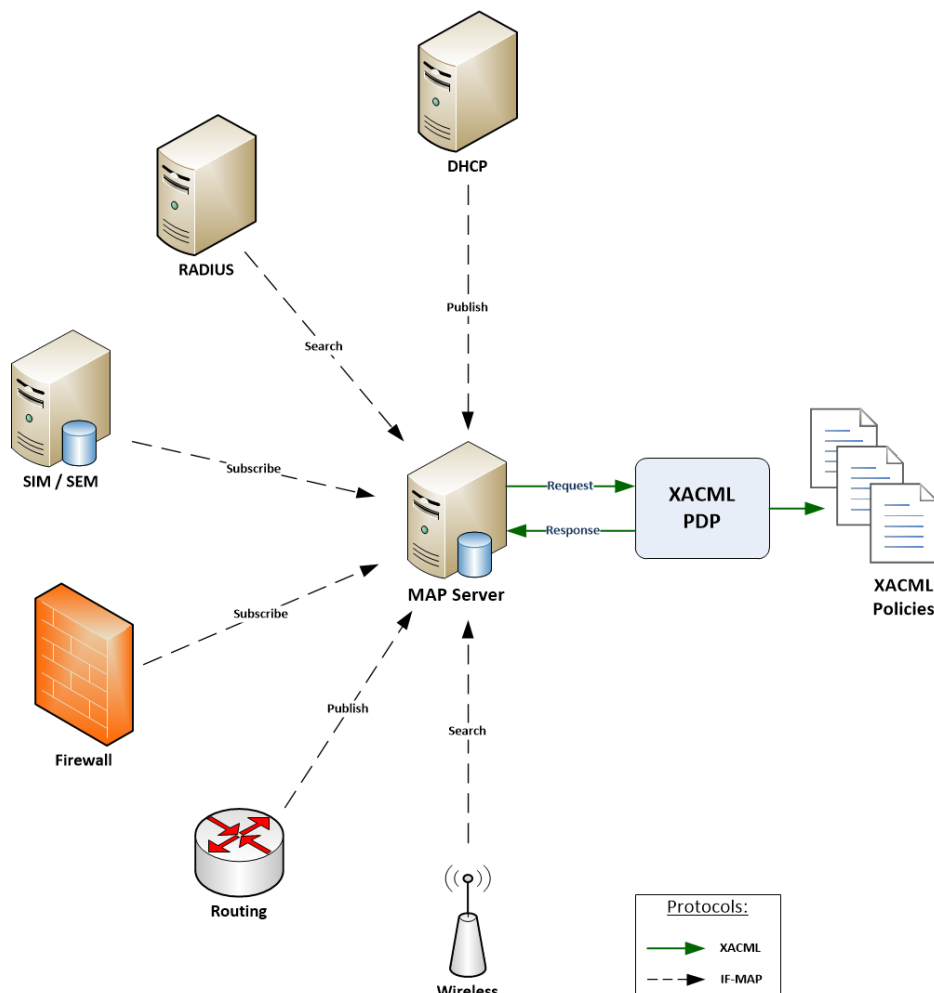 DHCP
RADIUS
Publish
Search
SIM / SEM
Subscribe
Request
XACML
PDP
Response
MAP Server
XACML
Policies
Subscribe
Firewall
Publish
Search
Routing
Wireless
Protocols:
XACML
IF-MAP